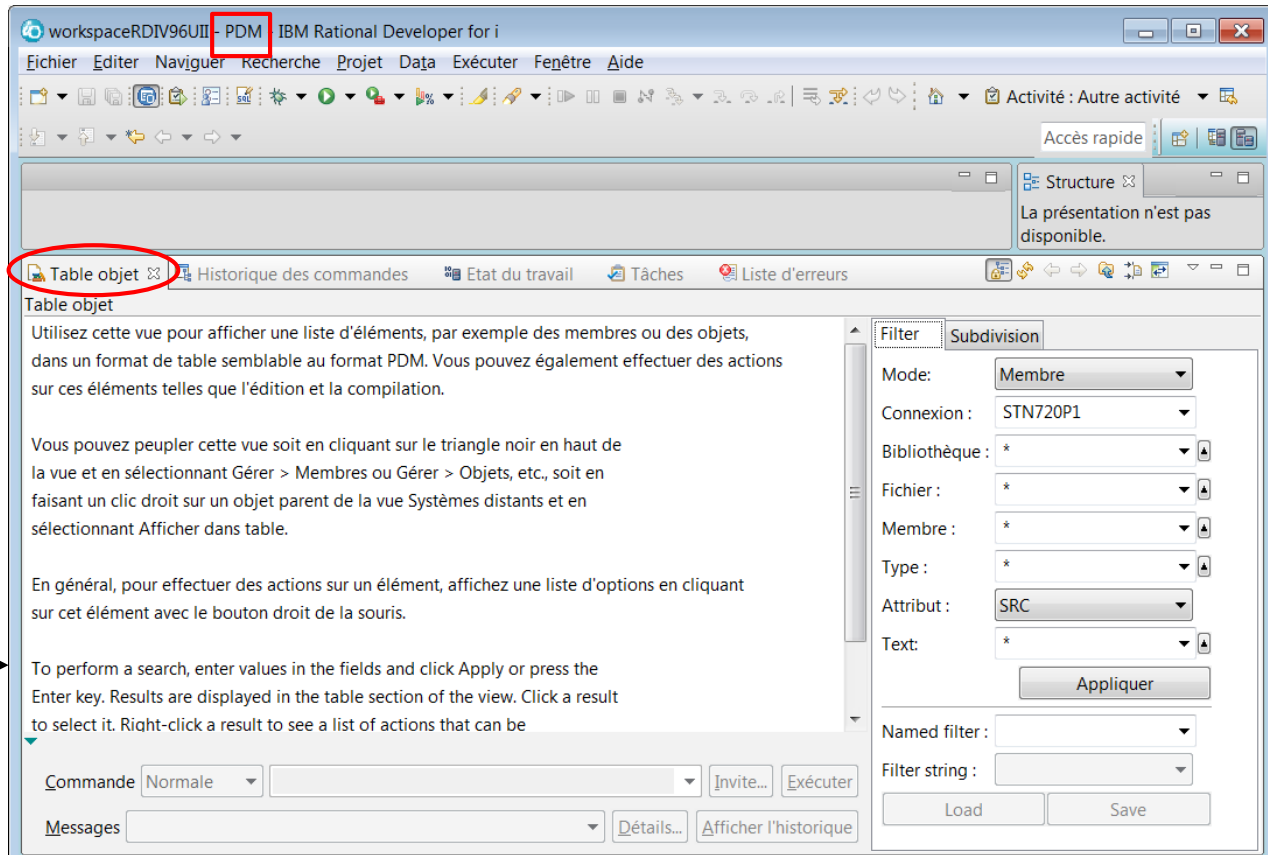 workspaceRDIV96UII - PDM - IBM Rational Developer for i
Fichier Editer Naviguer Recherche Projet Data Exécuter Fenêtre Aide
Activité : Autre activité
Accès rapide
Structure
La présentation n'est pas
disponible.
Table objet Historique des commandes Etat du travail Tâches Liste d'erreurs
Table objet
Utilisez cette vue pour afficher une liste d'éléments, par exemple des membres ou des objets,
dans un format de table semblable au format PDM. Vous pouvez également effectuer des actions
sur ces éléments telles que l'édition et la compilation.
Vous pouvez peupler cette vue soit en cliquant sur le triangle noir en haut de
la vue et en sélectionnant Gérer > Membres ou Gérer > Objets, etc., soit en
faisant un clic droit sur un objet parent de la vue Systèmes distants et en
sélectionnant Afficher dans table.
En général, pour effectuer des actions sur un élément, affichez une liste d'options en cliquant
sur cet élément avec le bouton droit de la souris.
To perform a search, enter values in the fields and click Apply or press the
Enter key. Results are displayed in the table section of the view. Click a result
to select it. Right-click a result to see a list of actions that can be
Filter Subdivision
Mode: Membre
Connexion : STN720P1
Bibliothèque : *
Fichier : *
Membre : *
Type : *
Attribut : SRC
Text: *
Appliquer
Named filter :
Filter string :
Load Save
Commande Normale Invite... Exécuter
Messages Détails... Afficher l'historique